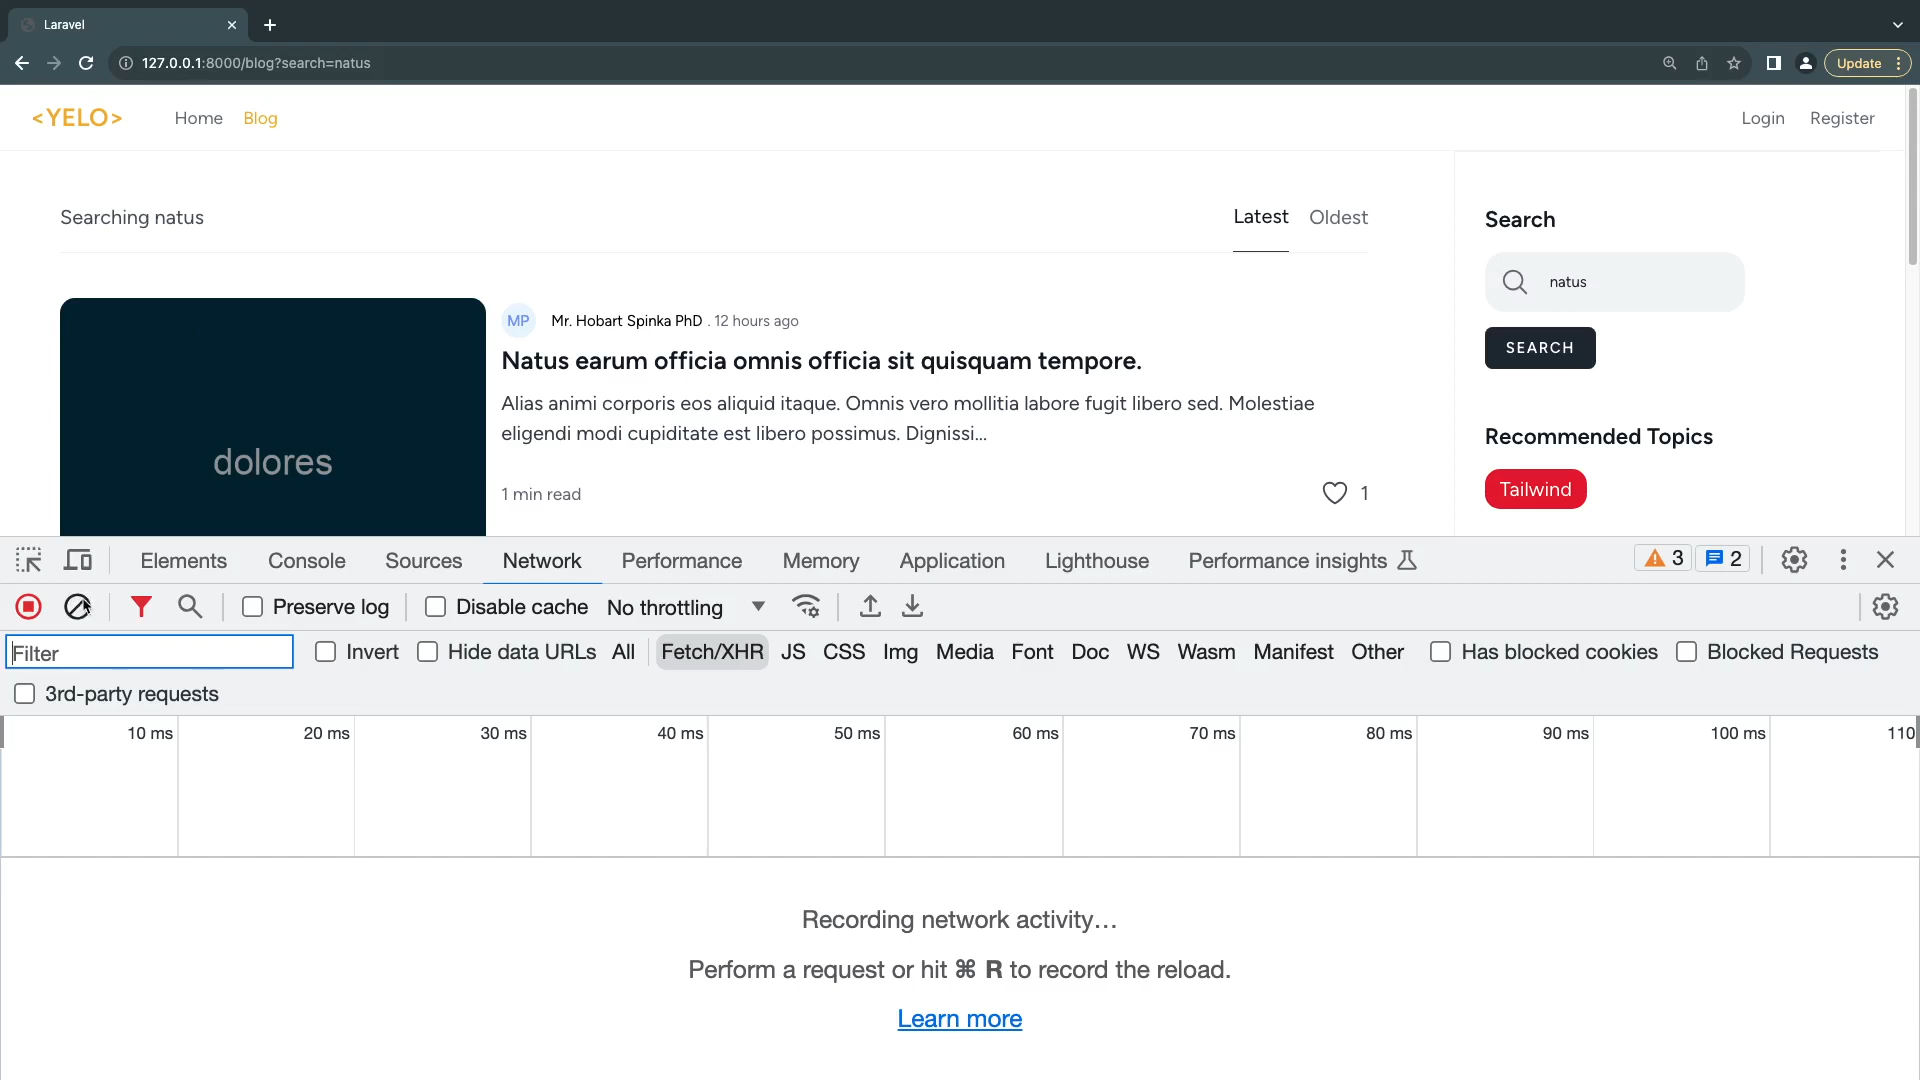 Laravel
127.0.0.1:8000/blog?search=natus
Update
<YELO>
Home Blog
Login Register
Searching natus
Latest Oldest
Search
natus
SEARCH
dolores
MP Mr. Hobart Spinka PhD . 12 hours ago
Natus earum officia omnis officia sit quisquam tempore.
Alias animi corporis eos aliquid itaque. Omnis vero mollitia labore fugit libero sed. Molestiae
eligendi modi cupiditate est libero possimus. Dignissi...
1 min read
1
Recommended Topics
Tailwind
Elements Console Sources Network Performance Memory Application Lighthouse Performance insights 3 2
Preserve log Disable cache No throttling
Filter Invert Hide data URLs All Fetch/XHR JS CSS Img Media Font Doc WS Wasm Manifest Other Has blocked cookies Blocked Requests
3rd-party requests
10 ms 20 ms 30 ms 40 ms 50 ms 60 ms 70 ms 80 ms 90 ms 100 ms 110
Recording network activity…
Perform a request or hit ⌘ R to record the reload.
Learn more